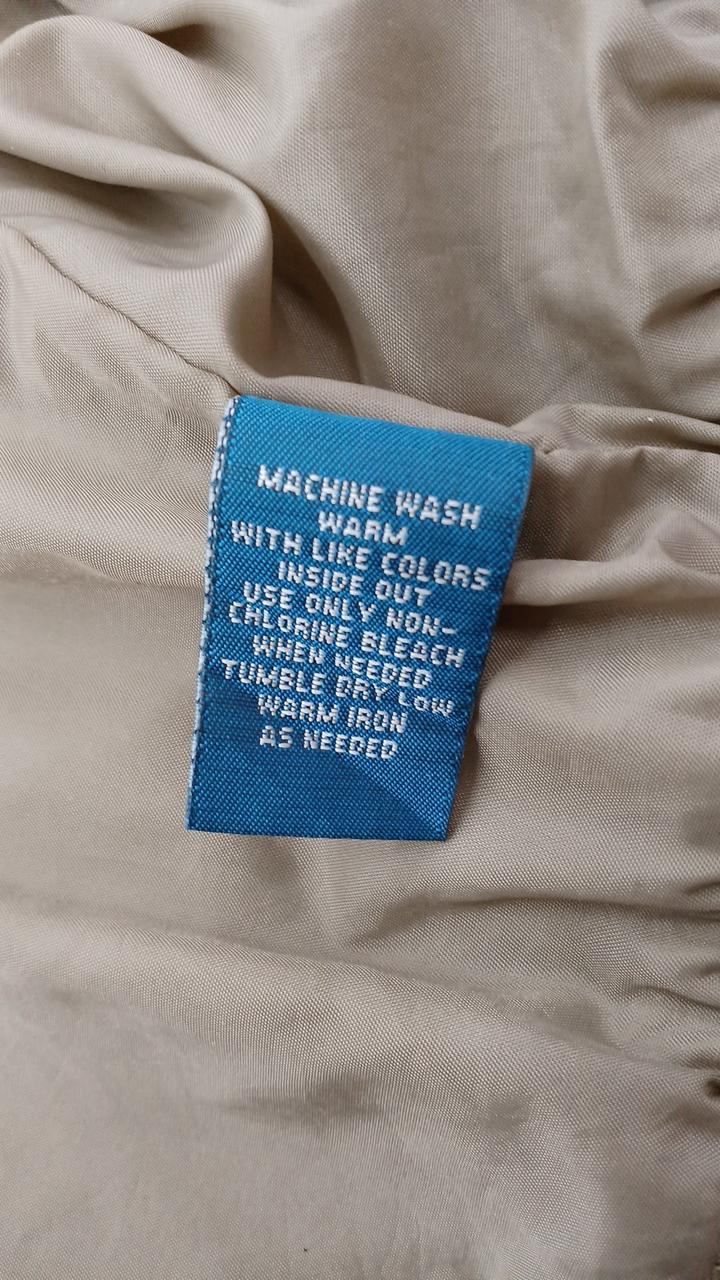 MACHINE WASH
WARM
WITH LIKE COLORS
INSIDE OUT
USE ONLY NON-
CHLORINE BLEACH
WHEN NEEDED
TUMBLE DRY LOW
WARM IRON
AS NEEDED